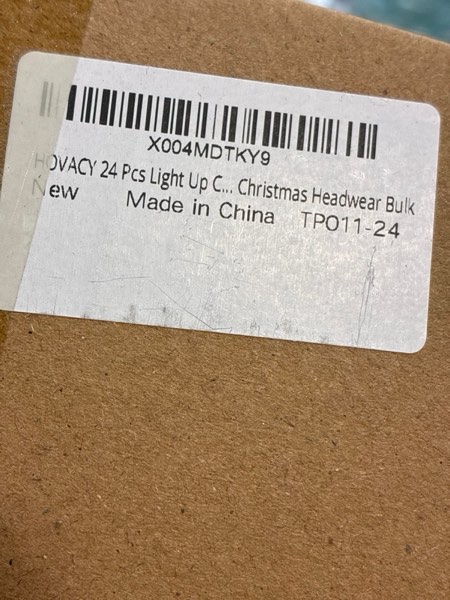 X004MDTKY9
HOVACY 24 Pcs Light Up C... Christmas Headwear Bulk
New Made in China TP011-24